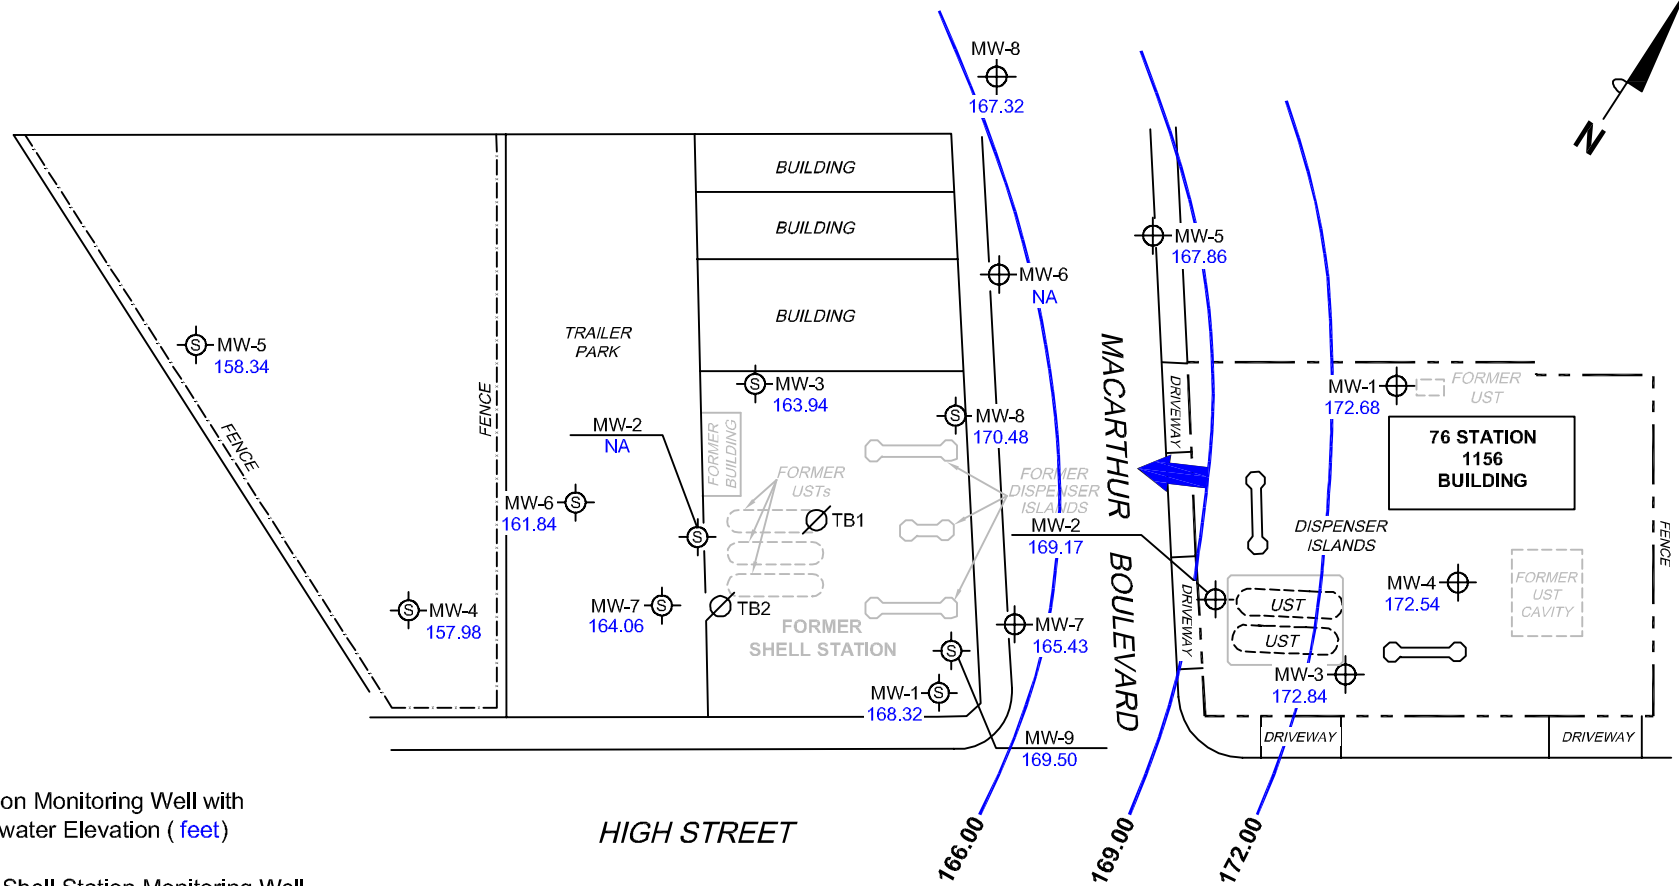 MW-8
167.32
N
BUILDING
BUILDING
BUILDING
MW-5
167.86
MW-6
NA
TRAILER
PARK
MW-5
158.34
FENCE
FENCE
MW-3
163.94
MW-8
170.48
MW-2
NA
FORMER
BUILDING
FORMER
USTs
MW-6
161.84
TB1
FORMER
DISPENSER
ISLANDS
MW-2
169.17
MACARTHUR BOULEVARD
DRIVEWAY
MW-1
172.68
FORMER
UST
76 STATION
1156
BUILDING
DISPENSER
ISLANDS
FENCE
MW-4
172.54
FORMER
UST
CAVITY
UST
UST
DRIVEWAY
MW-3
172.84
MW-4
157.98
MW-7
164.06
TB2
FORMER
SHELL STATION
MW-7
165.43
MW-1
168.32
MW-9
169.50
DRIVEWAY
DRIVEWAY
on Monitoring Well with
water Elevation ( feet)
HIGH STREET
166.00
169.00
172.00
Shell Station Monitoring Well